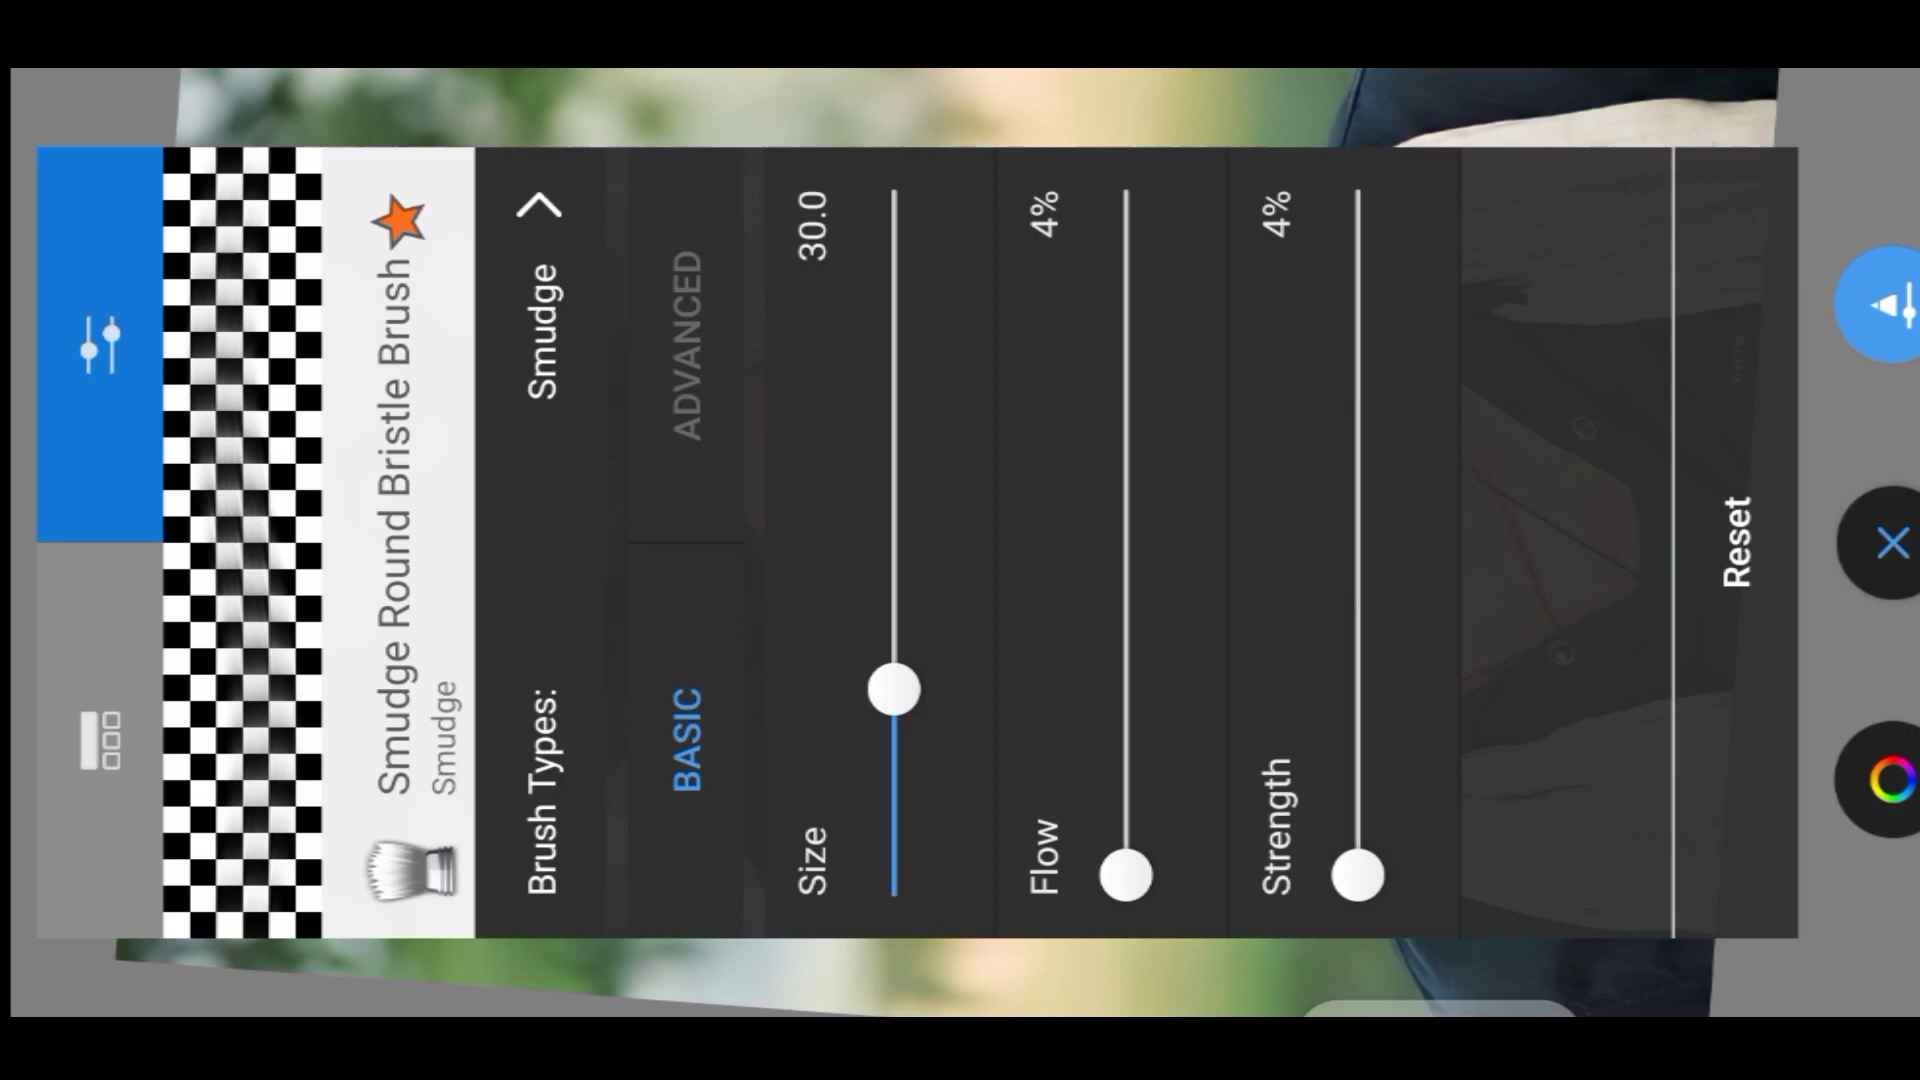 Smudge Round Bristle Brush
Smudge
Brush Types: Smudge
BASIC ADVANCED
Size 30.0
Flow 4%
Strength 4%
Reset